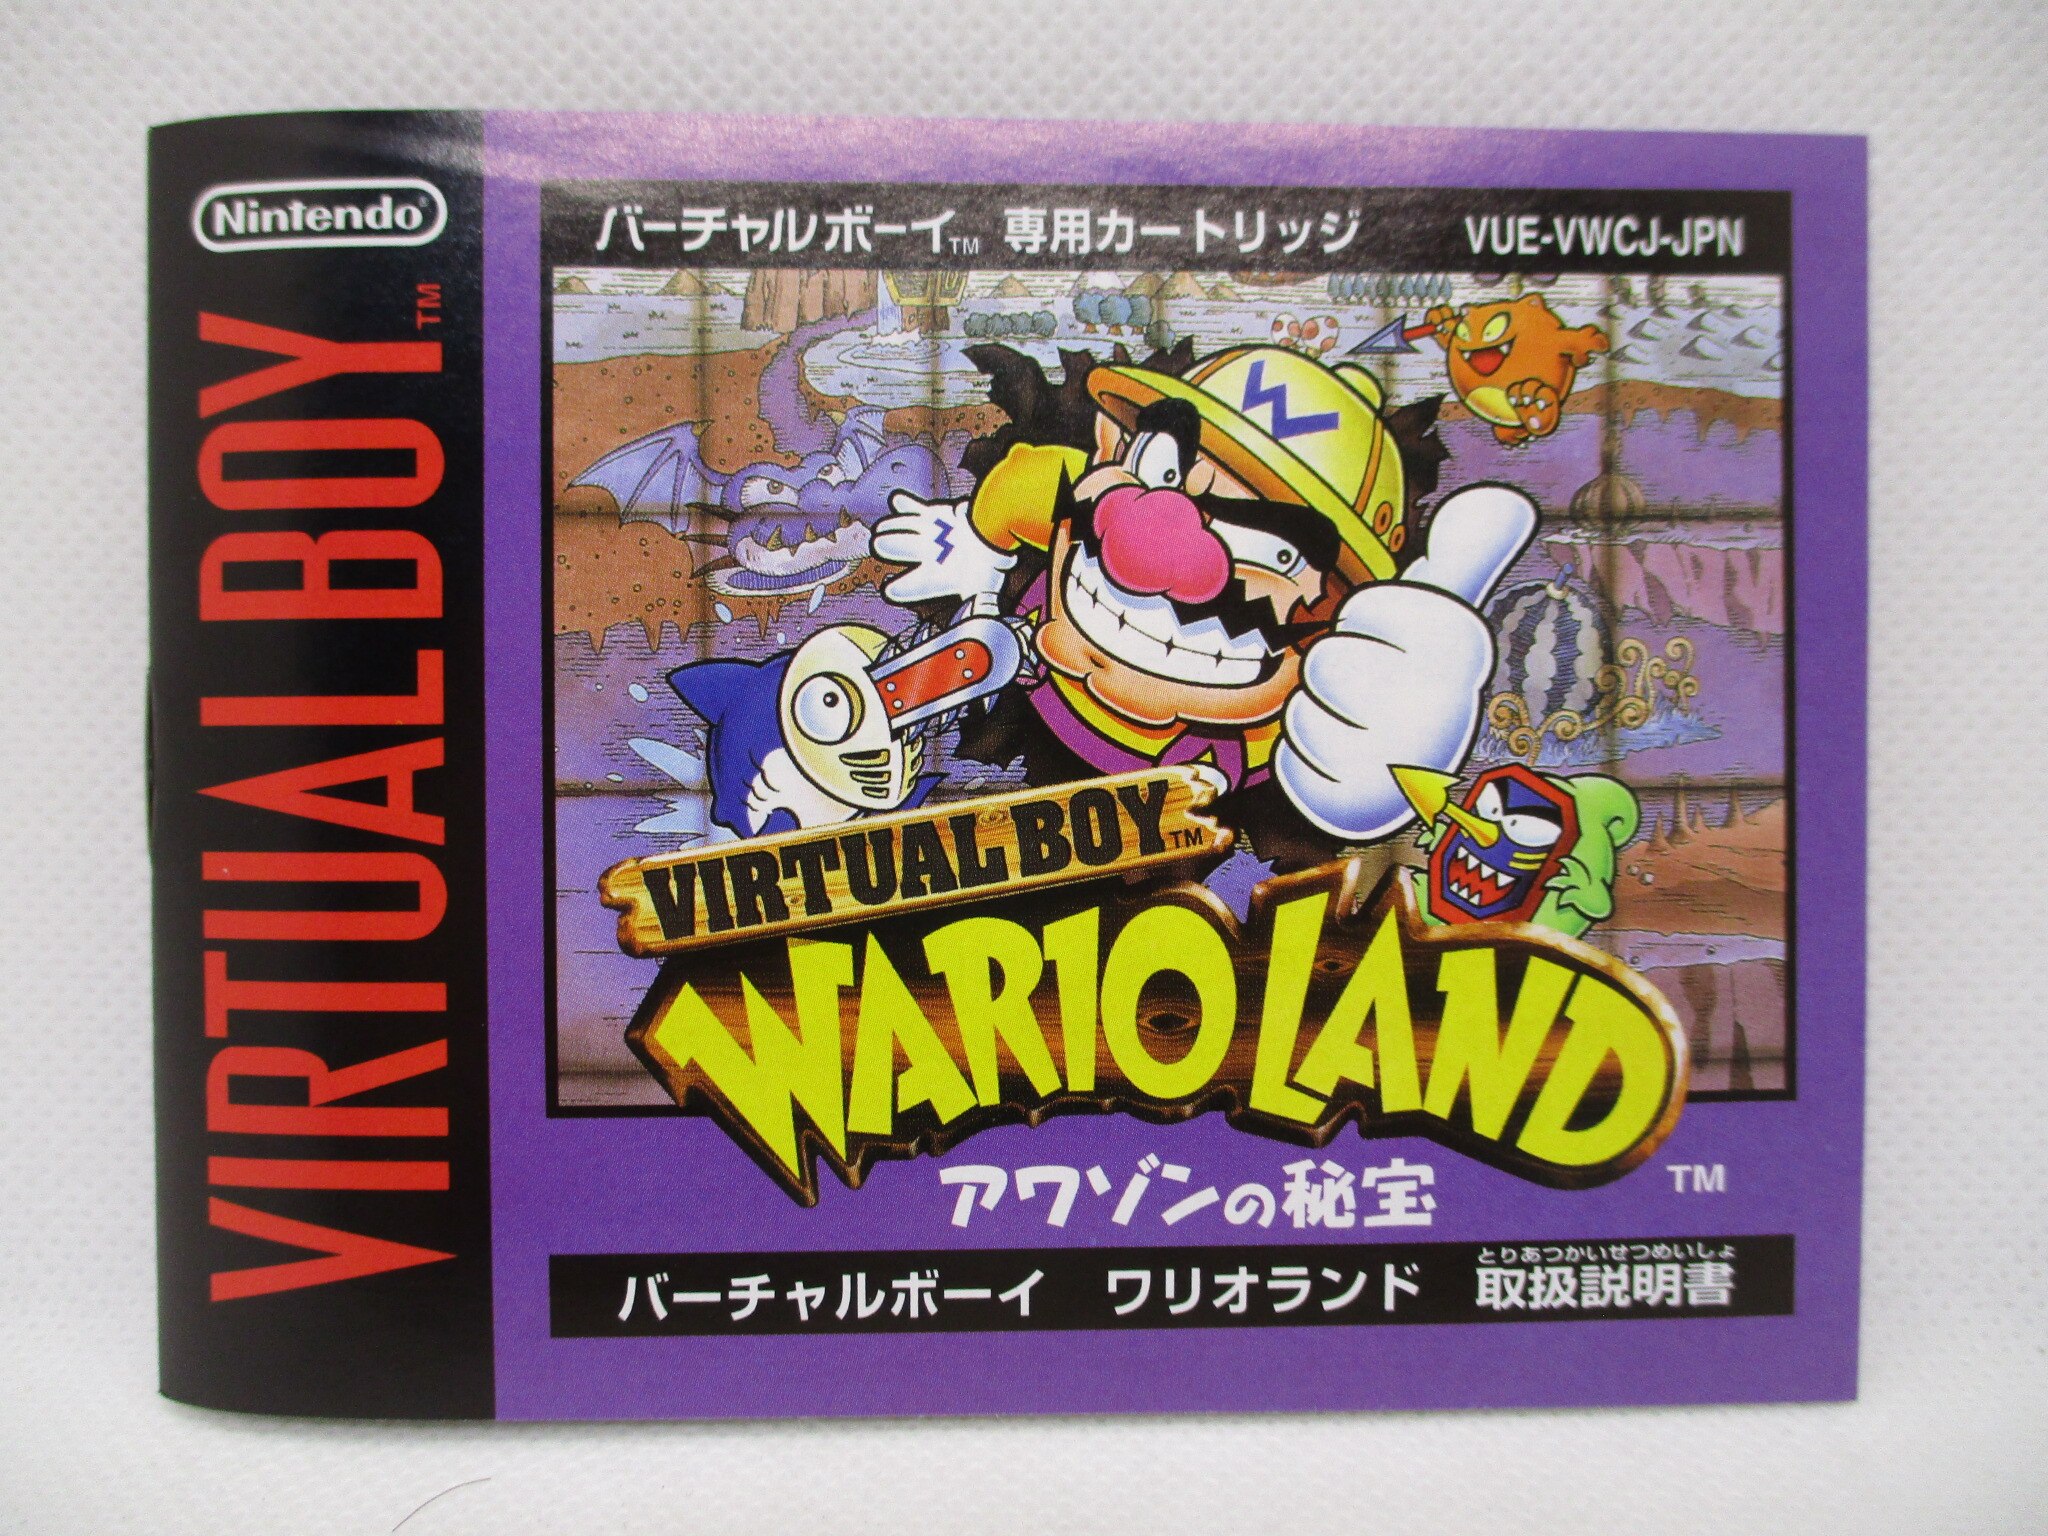 Nintendo®
VIRTUAL BOY™
バーチャルボーイ™ 専用カートリッジ VUE-VWCJ-JPN
W
W
VIRTUAL BOY™
WARIO LAND
アワゾンの秘宝 TM
とりあつかいせつめいしょ
バーチャルボーイ ワリオランド 取扱説明書